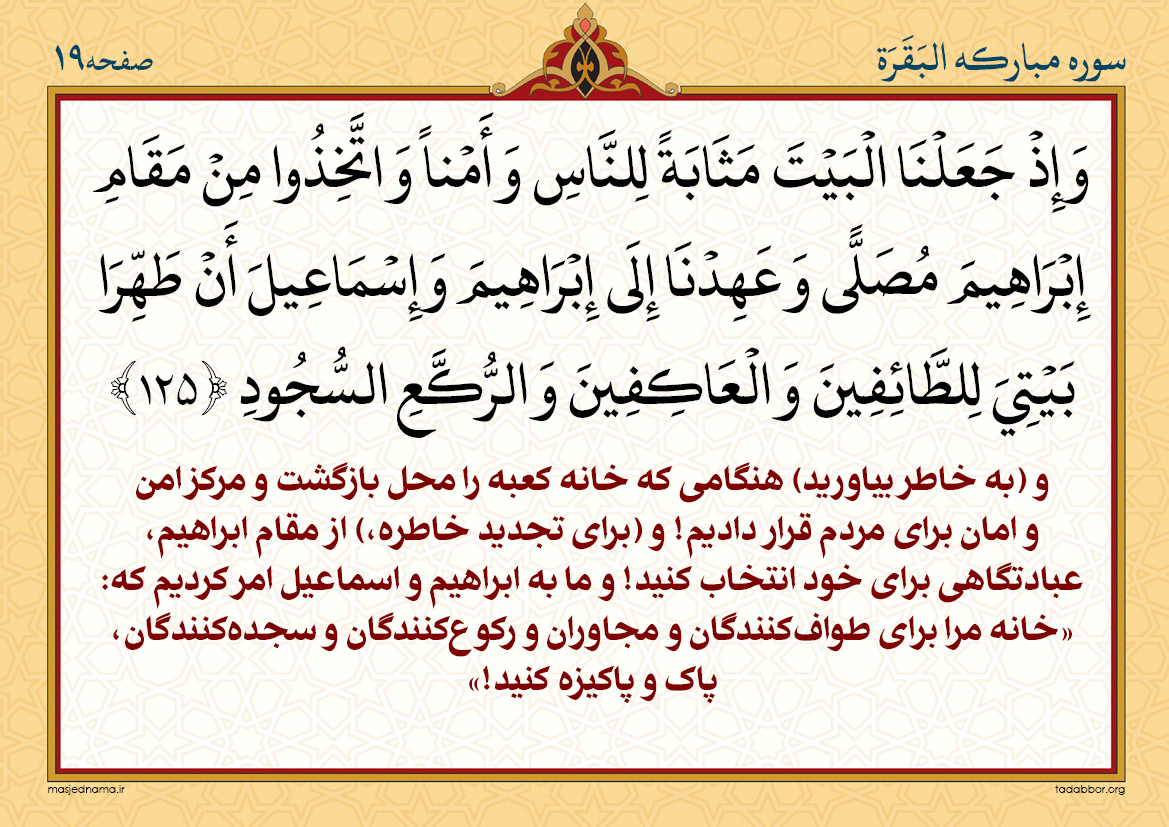 سوره مبارکه البَقَرَة
صفحه۱۹
وَ إِذْ جَعَلْنَا الْبَيْتَ مَثَابَةً لِلنَّاسِ وَ أَمْناً وَ اتَّخِذُوا مِنْ مَقَامِ
إِبْرَاهِيمَ مُصَلًّى وَ عَهِدْنَا إِلَى إِبْرَاهِيمَ وَ إِسْمَاعِيلَ أَنْ طَهِّرَا
بَيْتِيَ لِلطَّائِفِينَ وَ الْعَاكِفِينَ وَ الرُّكَّعِ السُّجُودِ ﴿۱۲۵﴾
و (به خاطر بیاورید) هنگامی که خانه کعبه را محل بازگشت و مرکز امن
و امان برای مردم قرار دادیم! و (برای تجدید خاطره،) از مقام ابراهیم،
عبادتگاهی برای خود انتخاب کنید! و ما به ابراهیم و اسماعیل امر کردیم که:
«خانه مرا برای طواف‌کنندگان و مجاوران و رکوع‌کنندگان و سجده‌کنندگان،
پاک و پاکیزه کنید!»
masjednama.ir
tadabbor.org